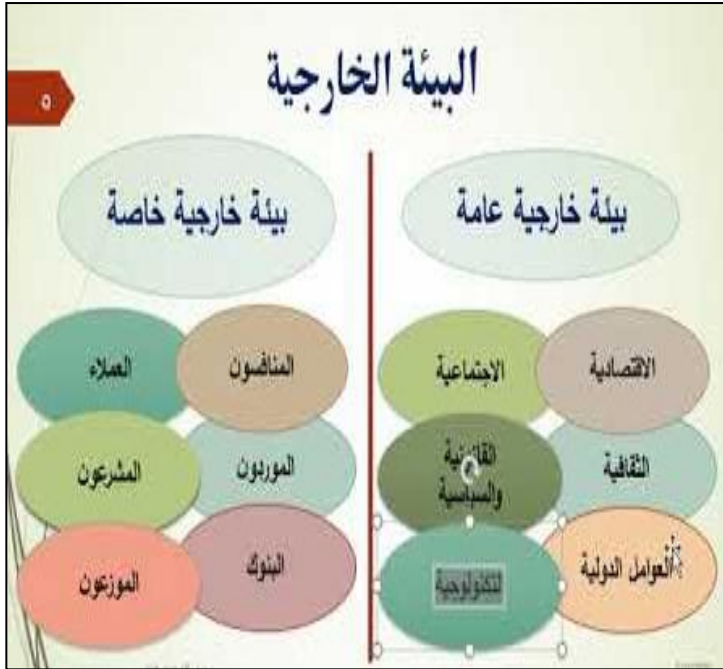 البيئة الخارجية
٥
بيئة خارجية عامة
بيئة خارجية خاصة
الاقتصادية
الاجتماعية
الثقافية
القانونية
والسياسية
العوامل الدولية
التكنولوجية
المنافسون
العملاء
الموردون
المشرعون
البنوك
الموزعون